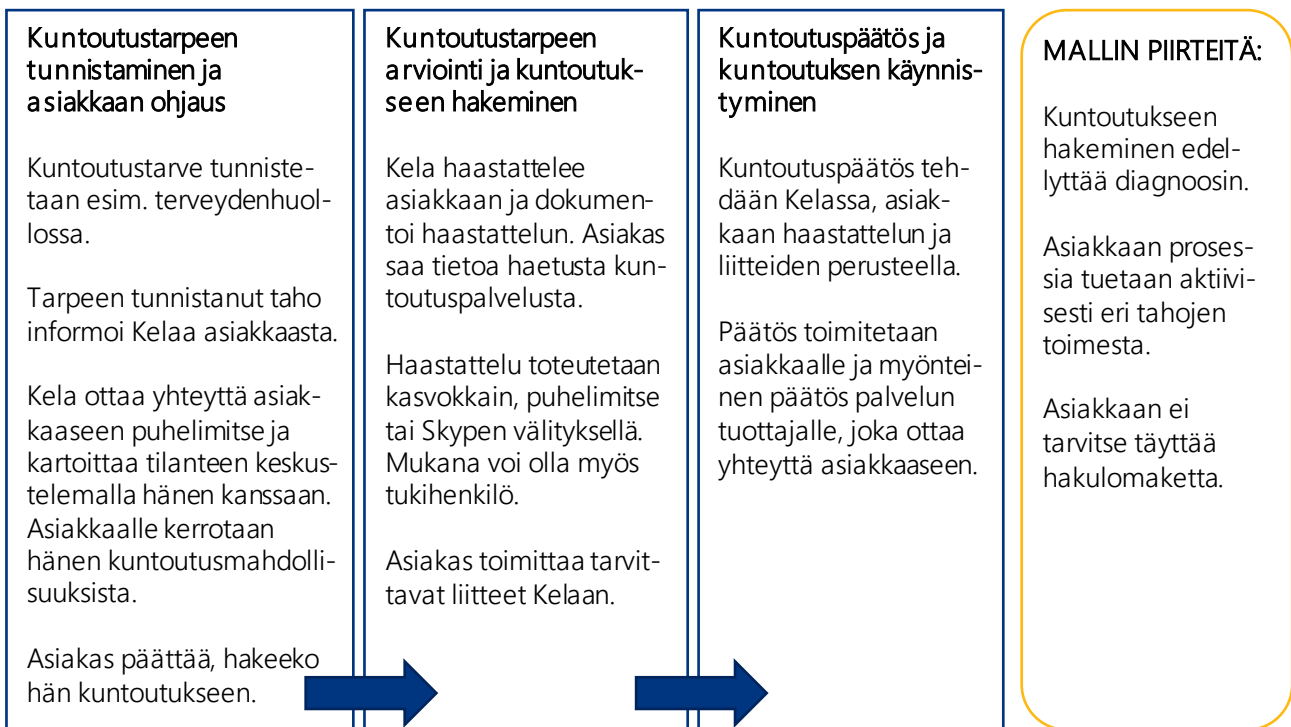 Kuntoutustarpeen
tunnistaminen ja
asiakkaan ohjaus
Kuntoutustarve tunniste-
taan esim. terveydenhuol-
lossa.
Tarpeen tunnistanut taho
informoi Kelaa asiakkaasta.
Kela ottaa yhteyttä asiak-
kaaseen puhelimitse ja
kartoittaa tilanteen keskus-
telemalla hänen kanssaan.
Asiakkaalle kerrotaan
hänen kuntoutusmahdolli-
suuksista.
Asiakas päättää, hakeeko
hän kuntoutukseen.
Kuntoutustarpeen
arviointi ja kuntoutuk-
seen hakeminen
Kela haastattelee
asiakkaan ja dokumen-
toi haastattelun. Asiakas
saa tietoa haetusta kun-
toutuspalvelusta.
Haastattelu toteutetaan
kasvokkain, puhelimitse
tai Skypen välityksellä.
Mukana voi olla myös
tukihenkilö.
Asiakas toimittaa tarvit-
tavat liitteet Kelaan.
Kuntoutuspäätös ja
kuntoutuksen käynnis-
tyminen
Kuntoutuspäätös teh-
dään Kelassa, asiak-
kaan haastattelun ja
liitteiden perusteella.
Päätös toimitetaan
asiakkaalle ja myöntei-
nen päätös palvelun
tuottajalle, joka ottaa
yhteyttä asiakkaaseen.
MALLIN PIIRTEITÄ:
Kuntoutukseen
hakeminen edel-
lyttää diagnoosin.
Asiakkaan proses-
sia tuetaan aktiivi-
sesti eri tahojen
toimesta.
Asiakkaan ei
tarvitse täyttää
hakulomaketta.